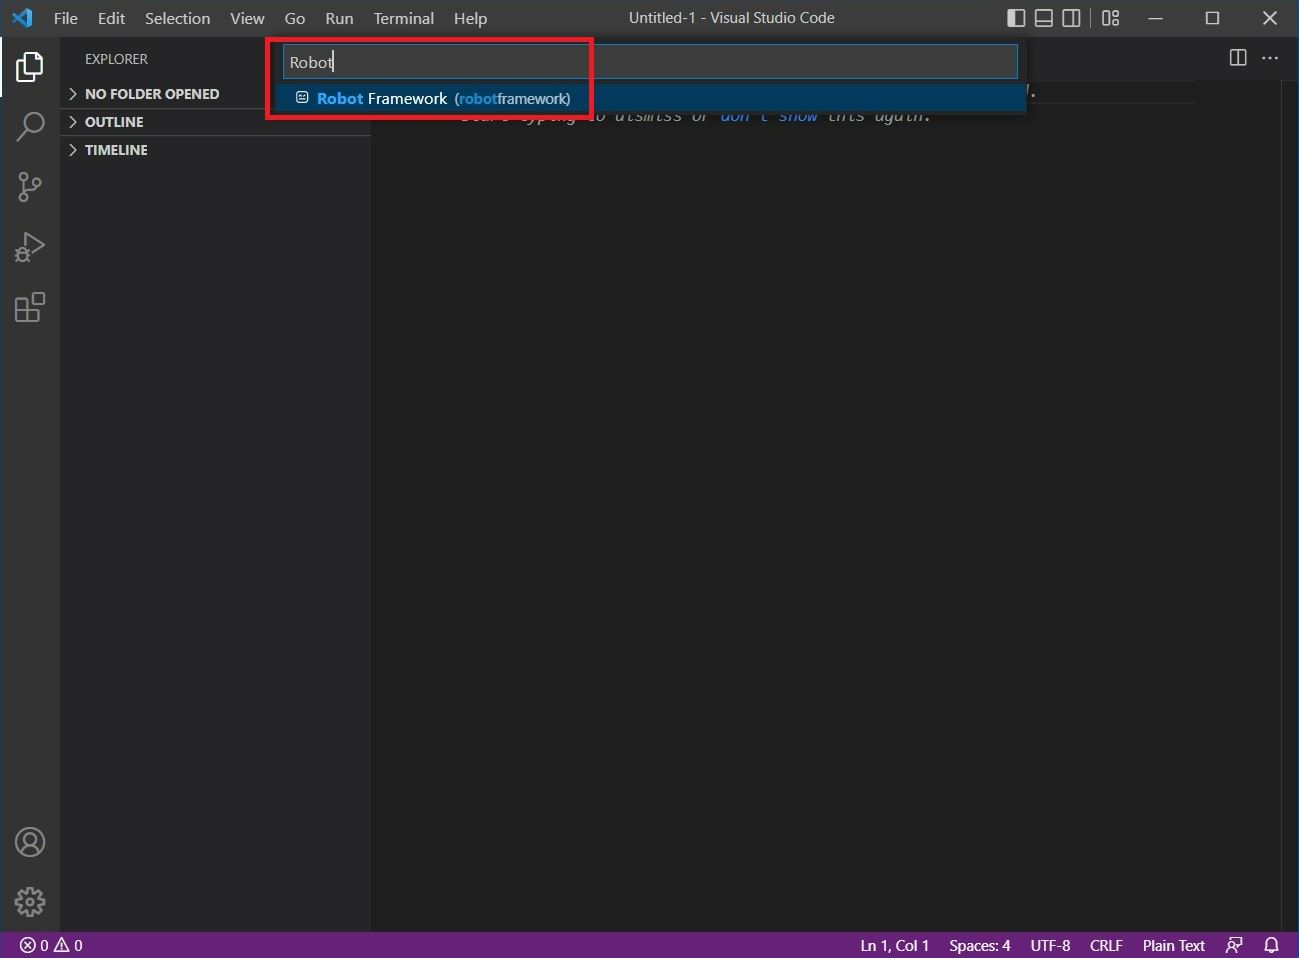 File Edit Selection View Go Run Terminal Help Untitled-1 - Visual Studio Code
EXPLORER
Robot
NO FOLDER OPENED
Robot Framework (robotframework)
OUTLINE
to dismiss or don't show this again.
TIMELINE
0 0 Ln 1, Col 1 Spaces: 4 UTF-8 CRLF Plain Text